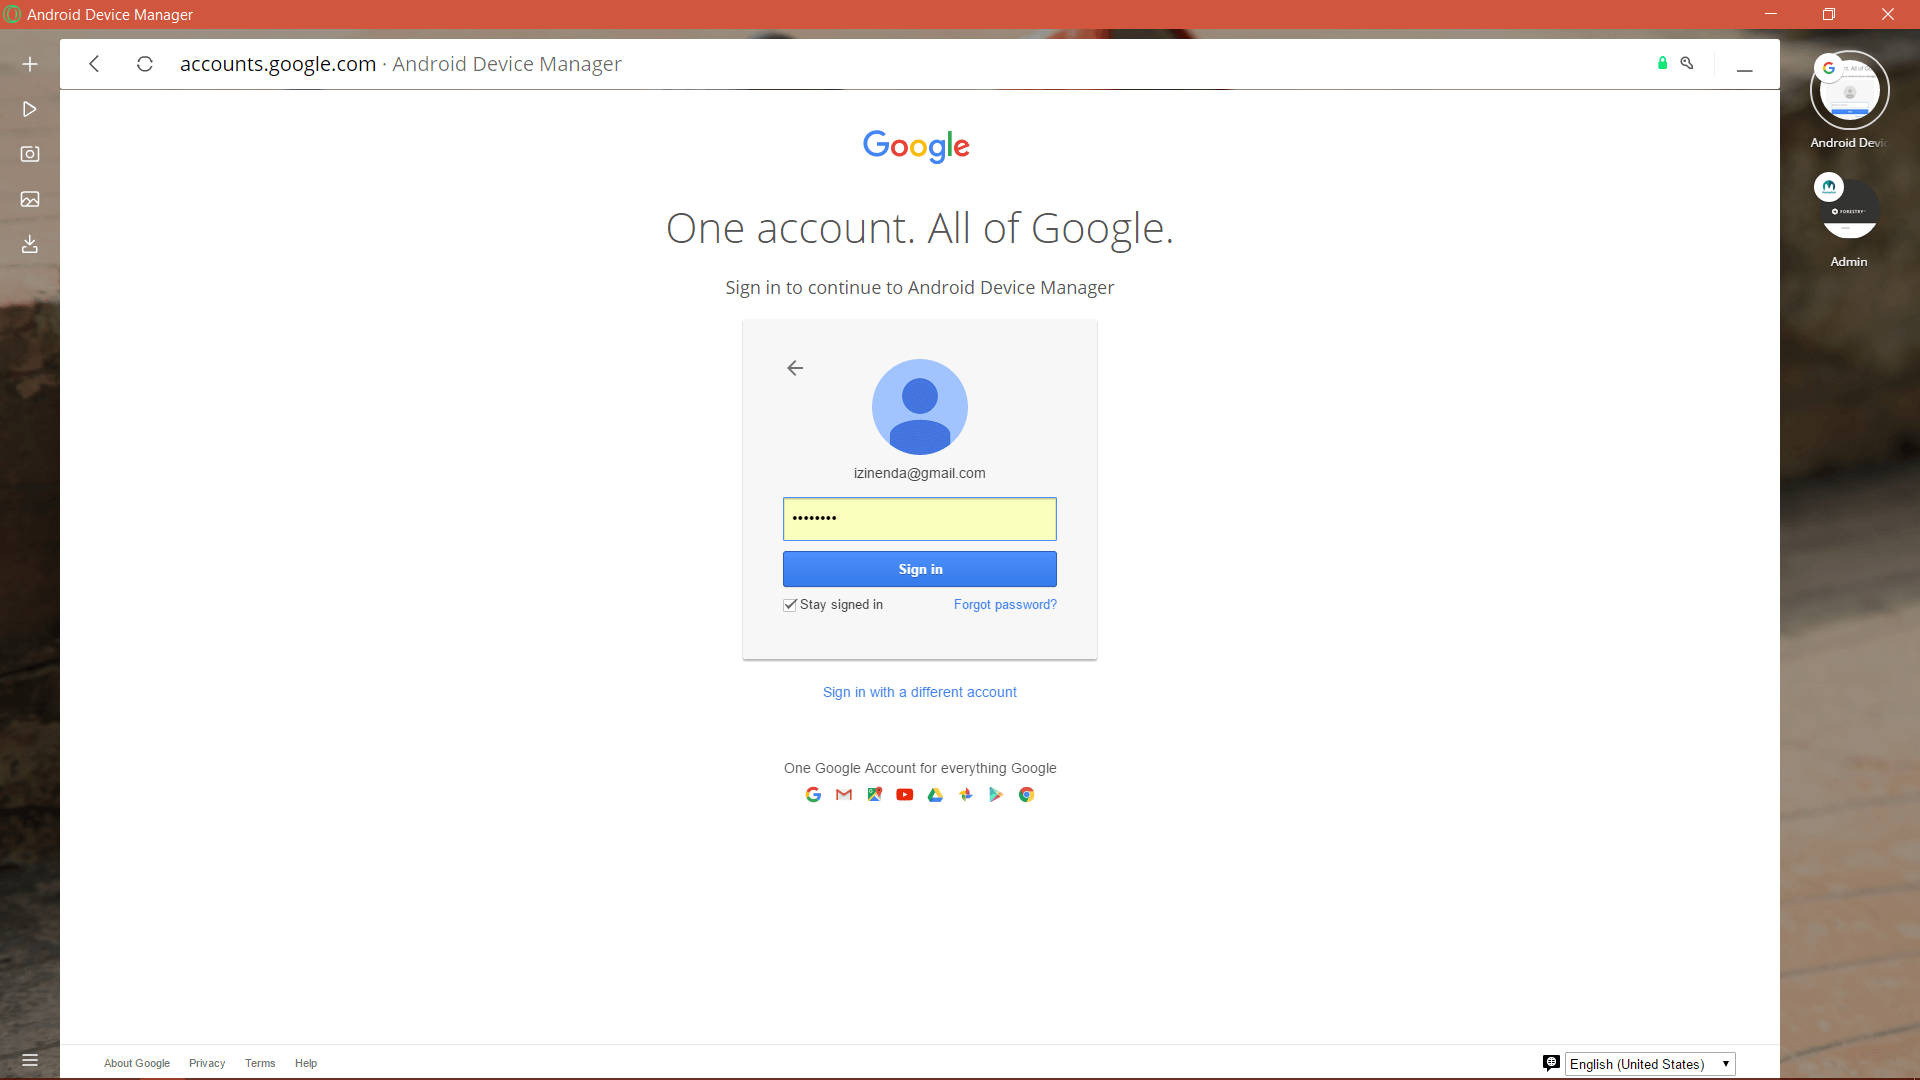 Android Device Manager
accounts.google.com · Android Device Manager
Google
One account. All of Google.
Sign in to continue to Android Device Manager
izinenda@gmail.com
••••••••
Sign in
Stay signed in
Forgot password?
Sign in with a different account
One Google Account for everything Google
About Google
Privacy
Terms
Help
English (United States)
Android Devic
FORESTRY
Admin